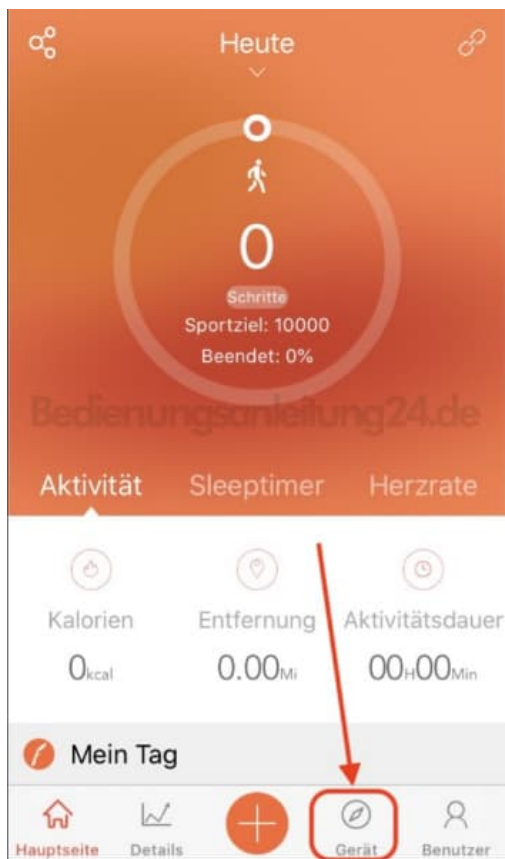 Heute
0
Schritte
Sportziel: 10000
Beendet: 0%
Bedienungsanleitung24.de
Aktivität Sleeptimer Herzrate
Kalorien Entfernung Aktivitätsdauer
0kcal 0.00Mi 00H00Min
Mein Tag
Hauptseite Details Gerät Benutzer